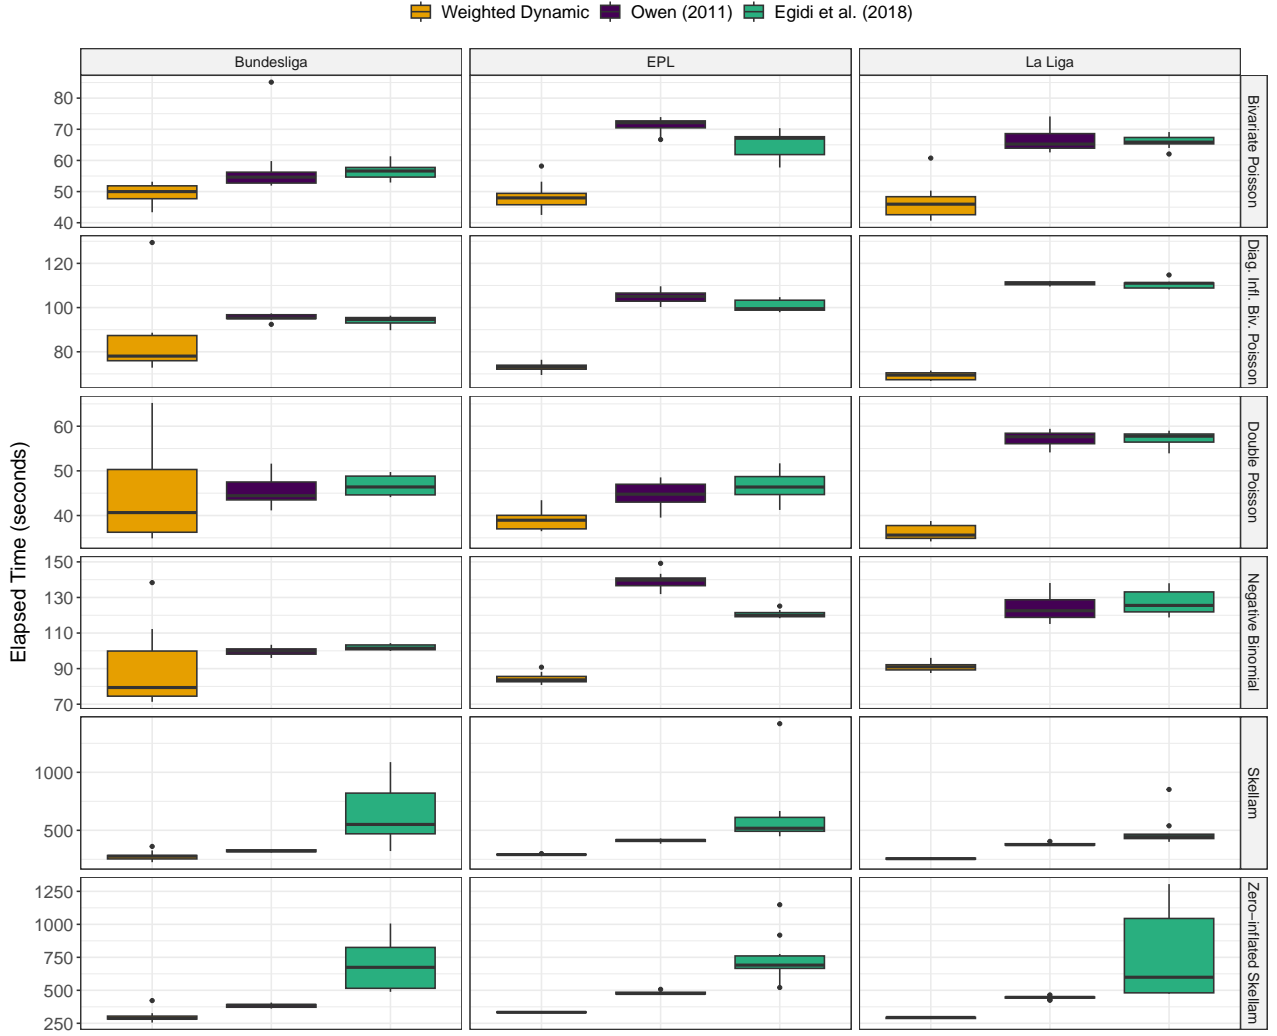 Weighted Dynamic Owen (2011) Egidi et al. (2018)
Bundesliga EPL La Liga
80
70
60
50
40
Bivariate Poisson
120
100
80
Diag. Infl. Biv. Poisson
60
50
40
Double Poisson
Elapsed Time (seconds)
150
130
110
90
70
Negative Binomial
1000
500
Skellam
1250
1000
750
500
250
Zero−inflated Skellam